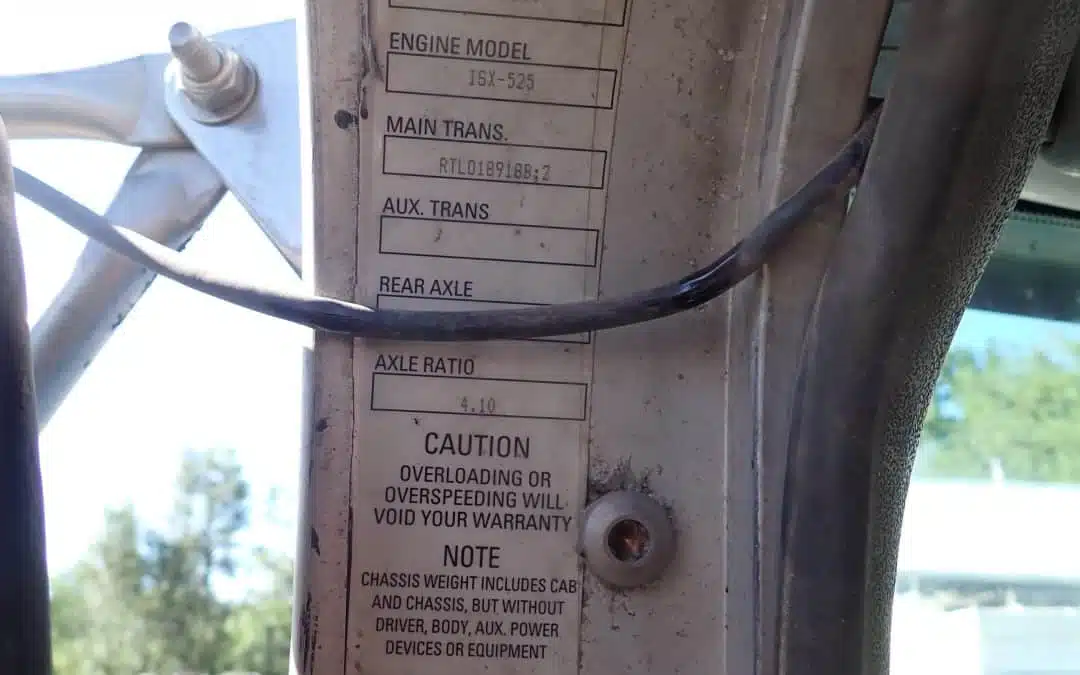 ENGINE MODEL
ISX-525
MAIN TRANS.
RTLO18918B;2
AUX. TRANS
REAR AXLE
AXLE RATIO
4.10
CAUTION
OVERLOADING OR
OVERSPEEDING WILL
VOID YOUR WARRANTY
NOTE
CHASSIS WEIGHT INCLUDES CAB
AND CHASSIS, BUT WITHOUT
DRIVER, BODY, AUX. POWER
DEVICES OR EQUIPMENT